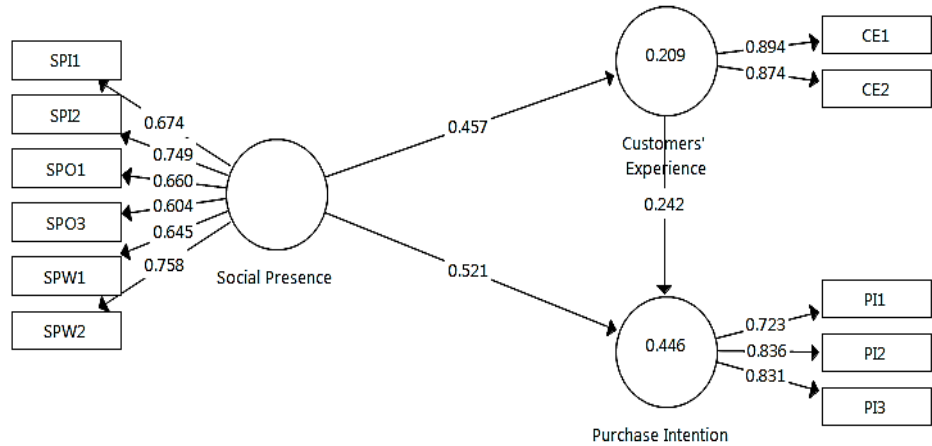 SPI1
SPI2
SPO1
SPO3
SPW1
SPW2
0.674
0.749
0.660
0.604
0.645
0.758
Social Presence
0.457
0.521
0.209
Customers'
Experience
0.242
0.446
Purchase Intention
0.894
0.874
CE1
CE2
0.723
0.836
0.831
PI1
PI2
PI3